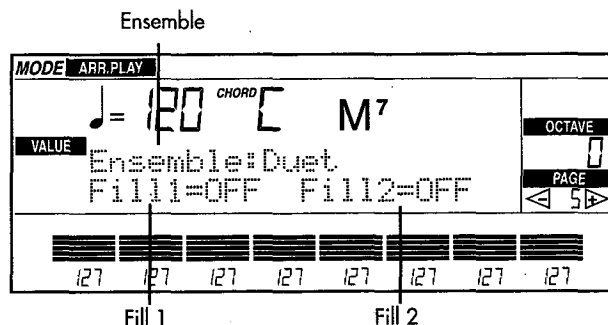 Ensemble
MODE ARR.PLAY
♩= 120 CHORD C M7
OCTAVE
0
VALUE
Ensemble:Duet
Fill1=OFF Fill2=OFF
PAGE
5
127 127 127 127 127 127 127 127
Fill 1 Fill 2